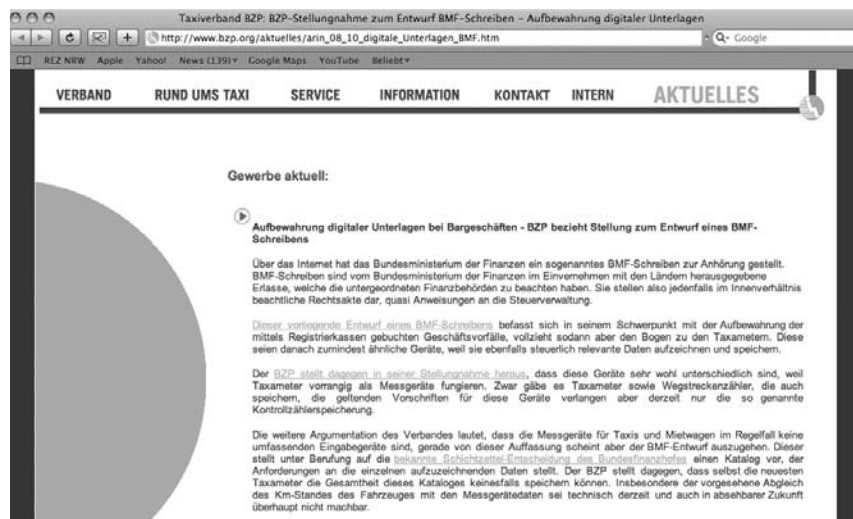 Taxiverband BZP: BZP-Stellungnahme zum Entwurf BMF-Schreiben – Aufbewahrung digitaler Unterlagen
http://www.bzp.org/aktuelles/arin_08_10_digitale_Unterlagen_BMF.htm
Google
REZ NRW Apple Yahoo! News (139) Google Maps YouTube Beliebt
VERBAND RUND UMS TAXI SERVICE INFORMATION KONTAKT INTERN AKTUELLES
Gewerbe aktuell:
Aufbewahrung digitaler Unterlagen bei Bargeschäften - BZP bezieht Stellung zum Entwurf eines BMF-
Schreibens
Über das Internet hat das Bundesministerium der Finanzen ein sogenanntes BMF-Schreiben zur Anhörung gestellt.
BMF-Schreiben sind vom Bundesministerium der Finanzen im Einvernehmen mit den Ländern herausgegebene
Erlasse, welche die untergeordneten Finanzbehörden zu beachten haben. Sie stellen also jedenfalls im Innenverhältnis
beachtliche Rechtsakte dar, quasi Anweisungen an die Steuerverwaltung.
Dieser vorliegende Entwurf eines BMF-Schreibens befasst sich in seinem Schwerpunkt mit der Aufbewahrung der
mittels Registrierkassen gebuchten Geschäftsvorfälle, vollzieht sodann aber den Bogen zu den Taxametern. Diese
seien danach zumindest ähnliche Geräte, weil sie ebenfalls steuerlich relevante Daten aufzeichnen und speichern.
Der BZP stellt dagegen in seiner Stellungnahme heraus, dass diese Geräte sehr wohl unterschiedlich sind, weil
Taxameter vorrangig als Messgeräte fungieren. Zwar gäbe es Taxameter sowie Wegstreckenzähler, die auch
speichern, die geltenden Vorschriften für diese Geräte verlangen aber derzeit nur die so genannte
Kontrollzählerspeicherung.
Die weitere Argumentation des Verbandes lautet, dass die Messgeräte für Taxis und Mietwagen im Regelfall keine
umfassenden Eingabegeräte sind, gerade von dieser Auffassung scheint aber der BMF-Entwurf auszugehen. Dieser
stellt unter Berufung auf die bekannte Schichtzettel-Entscheidung des Bundesfinanzhofes einen Katalog vor, der
Anforderungen an die einzelnen aufzuzeichnenden Daten stellt. Der BZP stellt dagegen, dass selbst die neuesten
Taxameter die Gesamtheit dieses Kataloges keinesfalls speichern können. Insbesondere der vorgesehene Abgleich
des Km-Standes des Fahrzeuges mit den Messgerätedaten sei technisch derzeit und auch in absehbarer Zukunft
überhaupt nicht machbar.